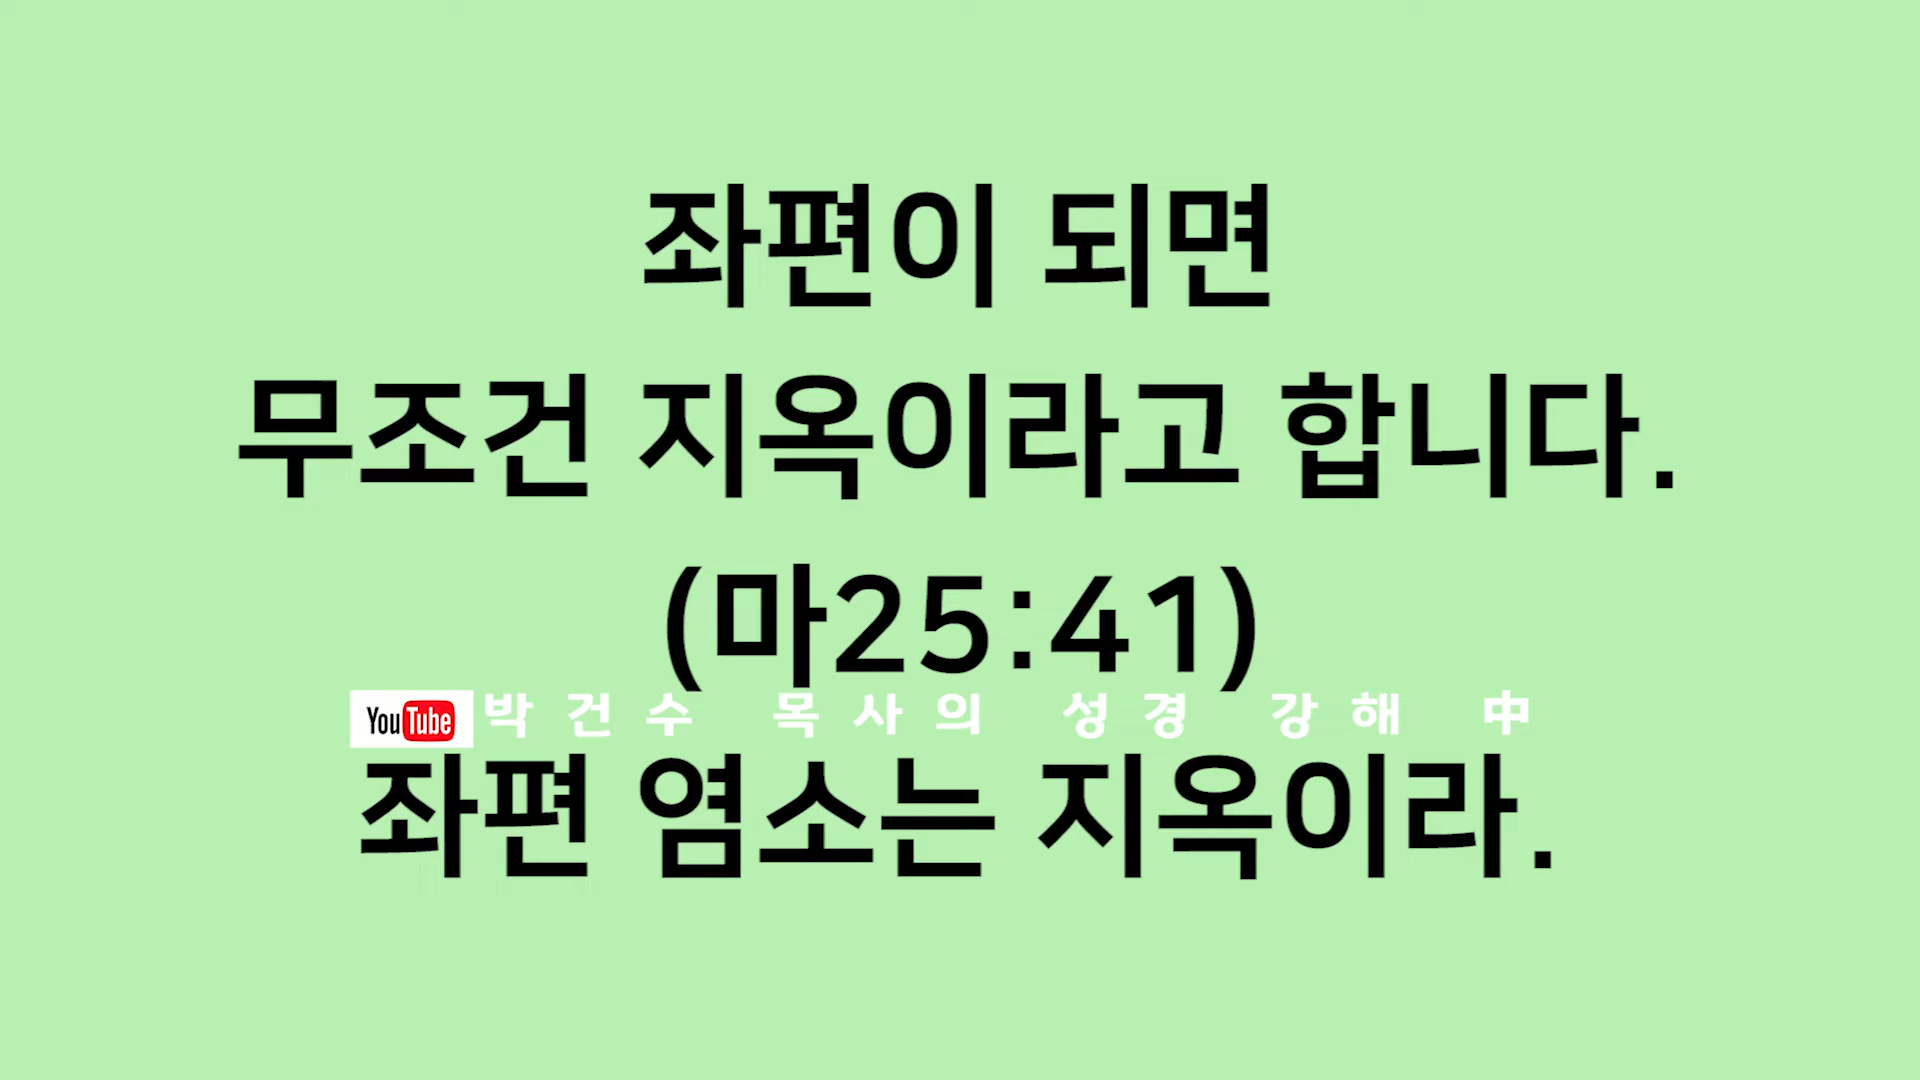 좌편이 되면
무조건 지옥이라고 합니다.
(마25:41)
YouTube 박건수 목사의 성경 강해 中
좌편 염소는 지옥이라.